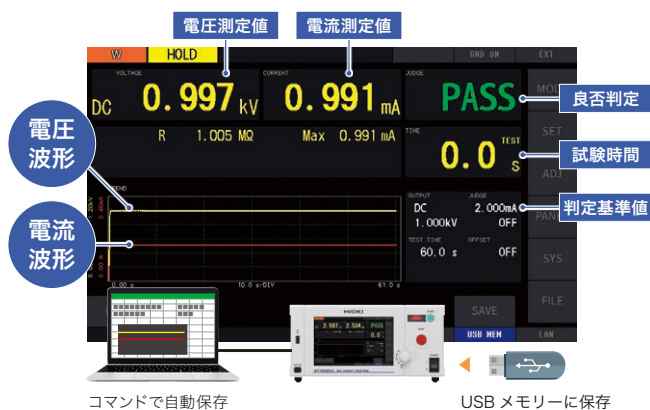 電圧測定値
電流測定値
W
HOLD
GND ON
EXT
VOLTAGE
DC 0.997 kV
CURRENT
0.991 mA
JUDGE
PASS
良否判定
MODE
R 1.005 MΩ
Max 0.991 mA
TIME
TEST
0.0 s
試験時間
SET
ADJ
電圧
波形
TREND
電流
波形
OUTPUT
DC
1.000kV
JUDGE
2.000mA
OFF
判定基準値
TEST TIME
60.0 s
OFFSET
OFF
SYS
0.00 s
10.0 s/DIV
61.0 s
SAVE
FILE
USB MEM
LAN
HIOKI
PASS
コマンドで自動保存
USB メモリーに保存